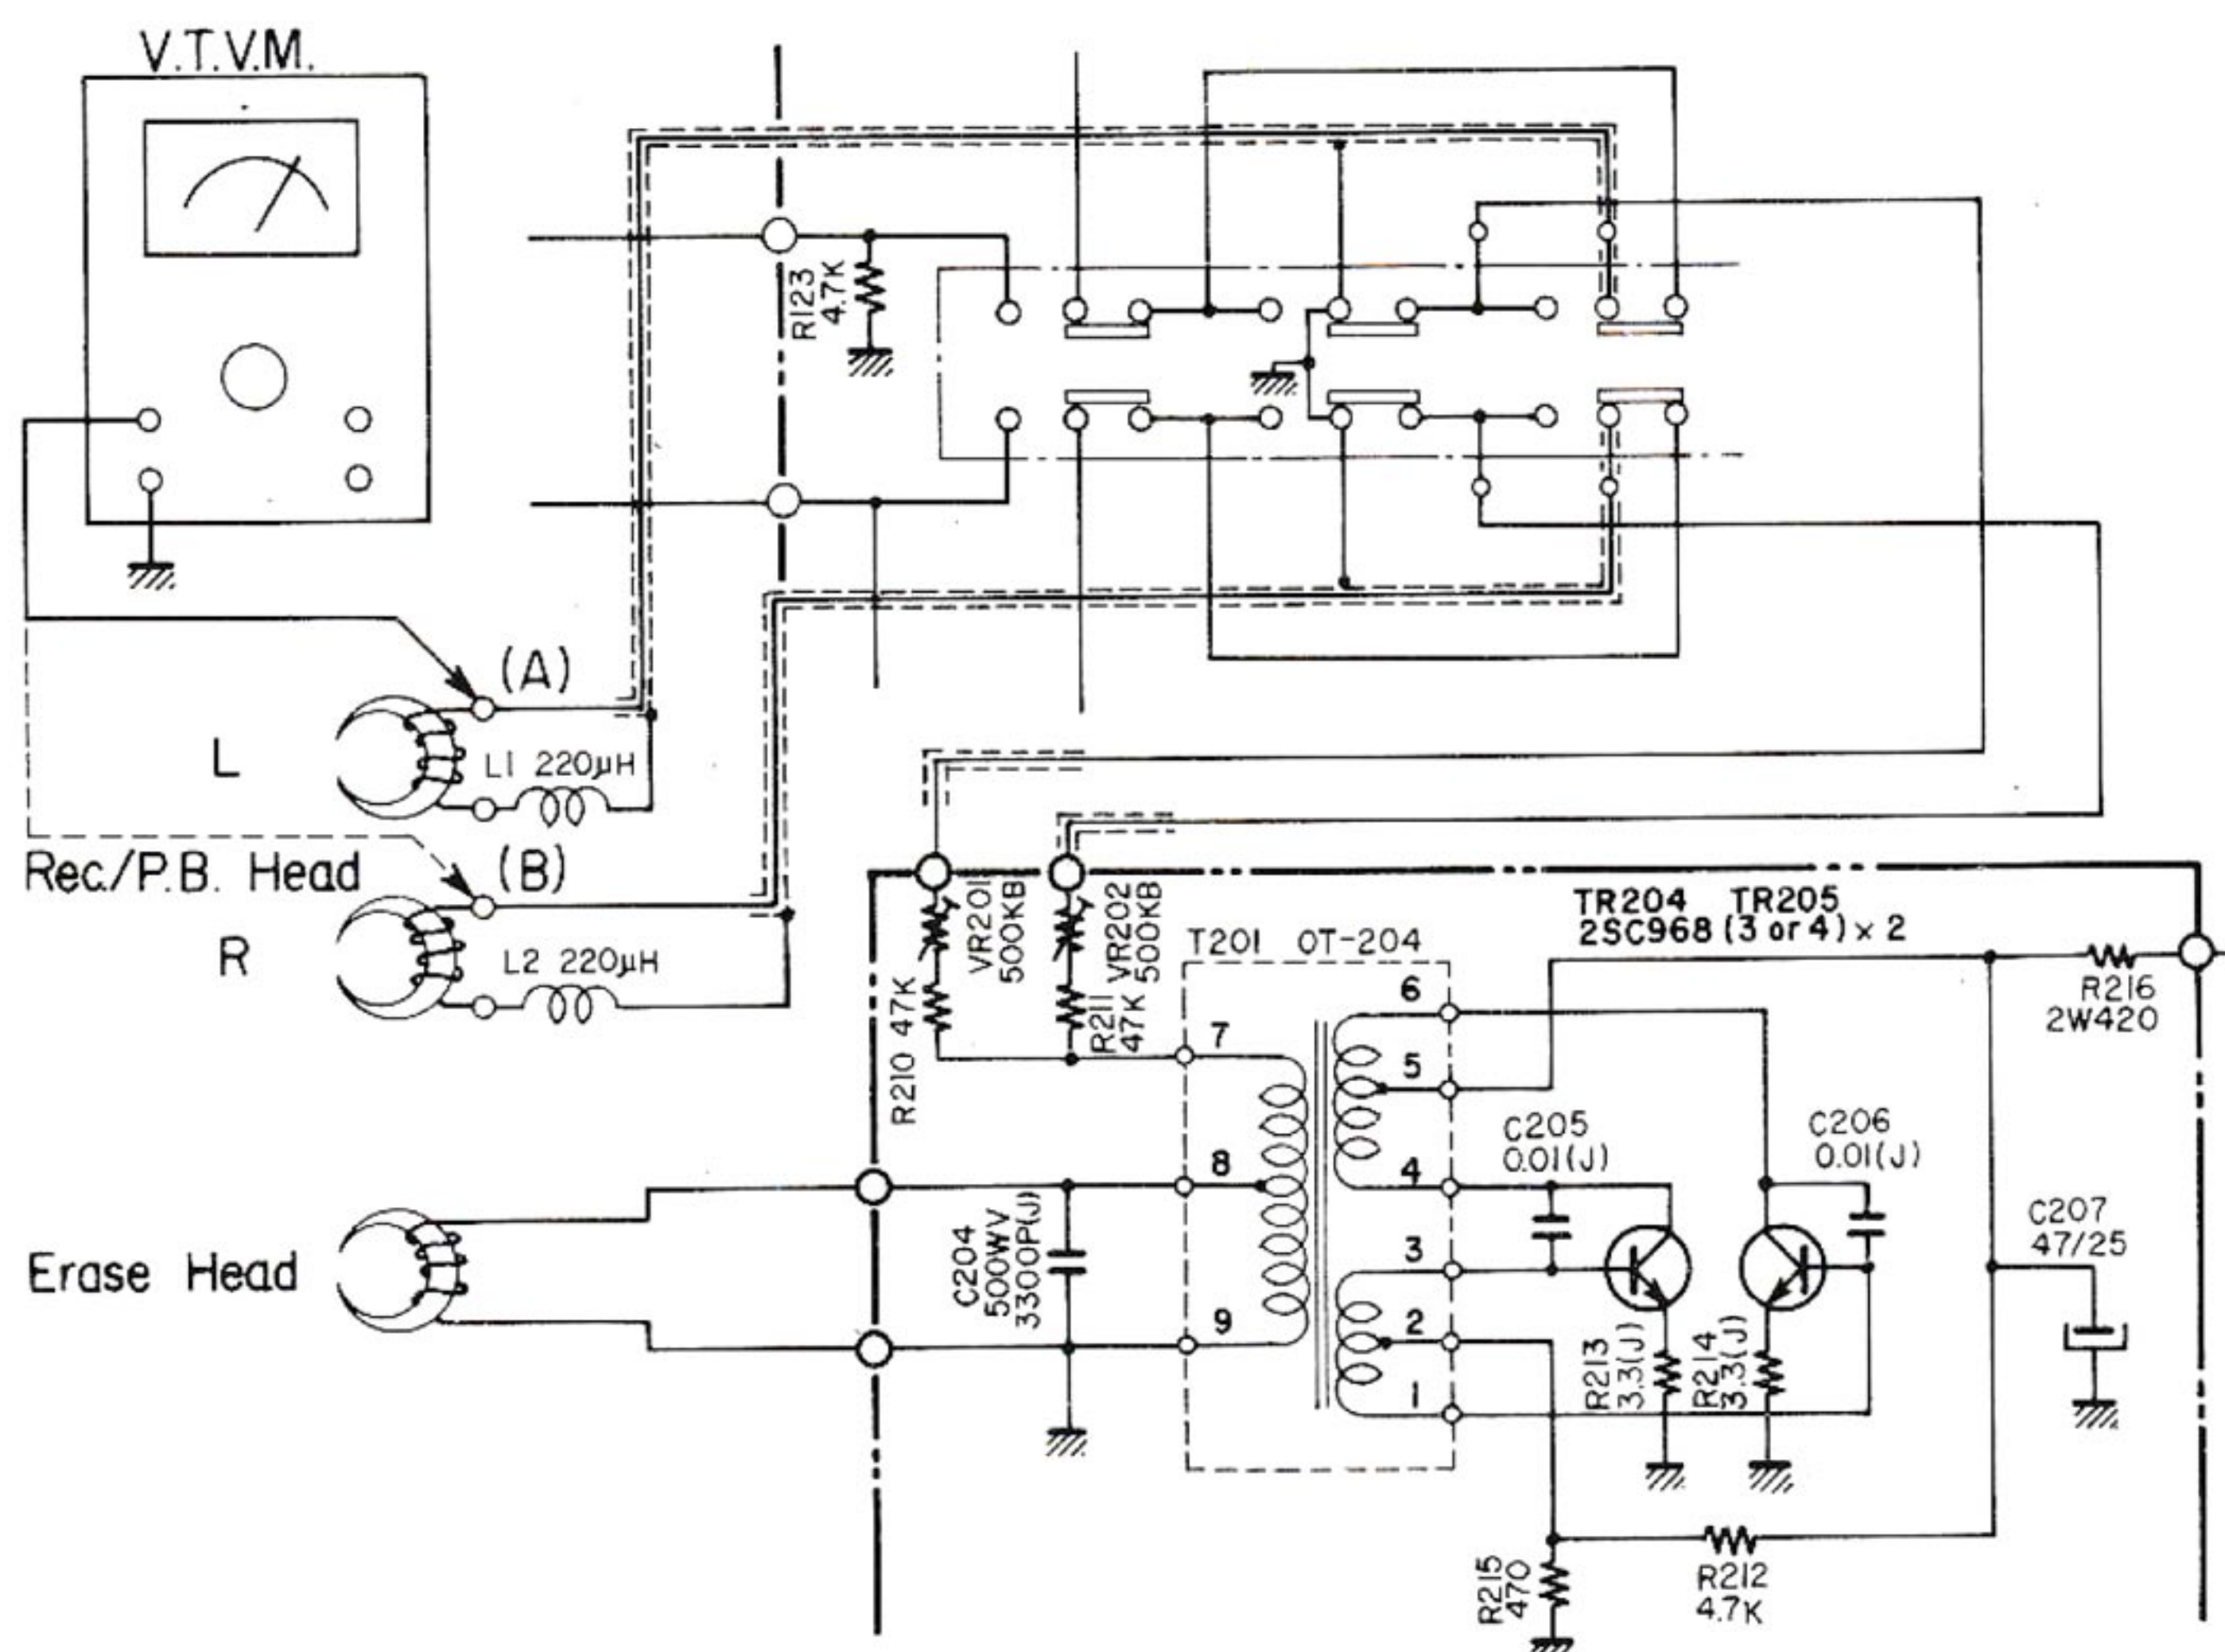 V.T.V.M.
R123
4.7K
(A)
L
L1 220µH
Rec./P.B. Head
(B)
R
L2 220µH
VR201
500KB
VR202
500KB
R210 47K
R211
47K
T201 OT-204
TR204 TR205
2SC968 (3 or 4) × 2
R216
2W420
6
7
5
8
4
3
9
2
1
C205
0.01(J)
C206
0.01(J)
C204
500WV
3300P(J)
C207
47/25
Erase Head
R213
3.3(J)
R214
3.3(J)
R215
470
R212
4.7K